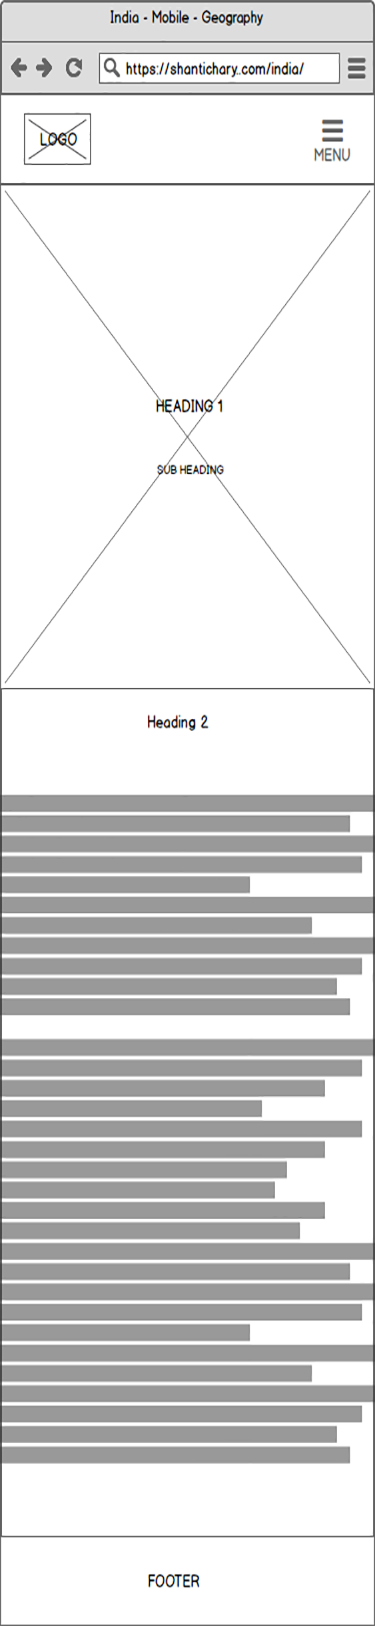 India - Mobile - Geography
https://shantichary..com/india/
LOGO
MENU
HEADING 1
SUB HEADING
Heading 2
FOOTER